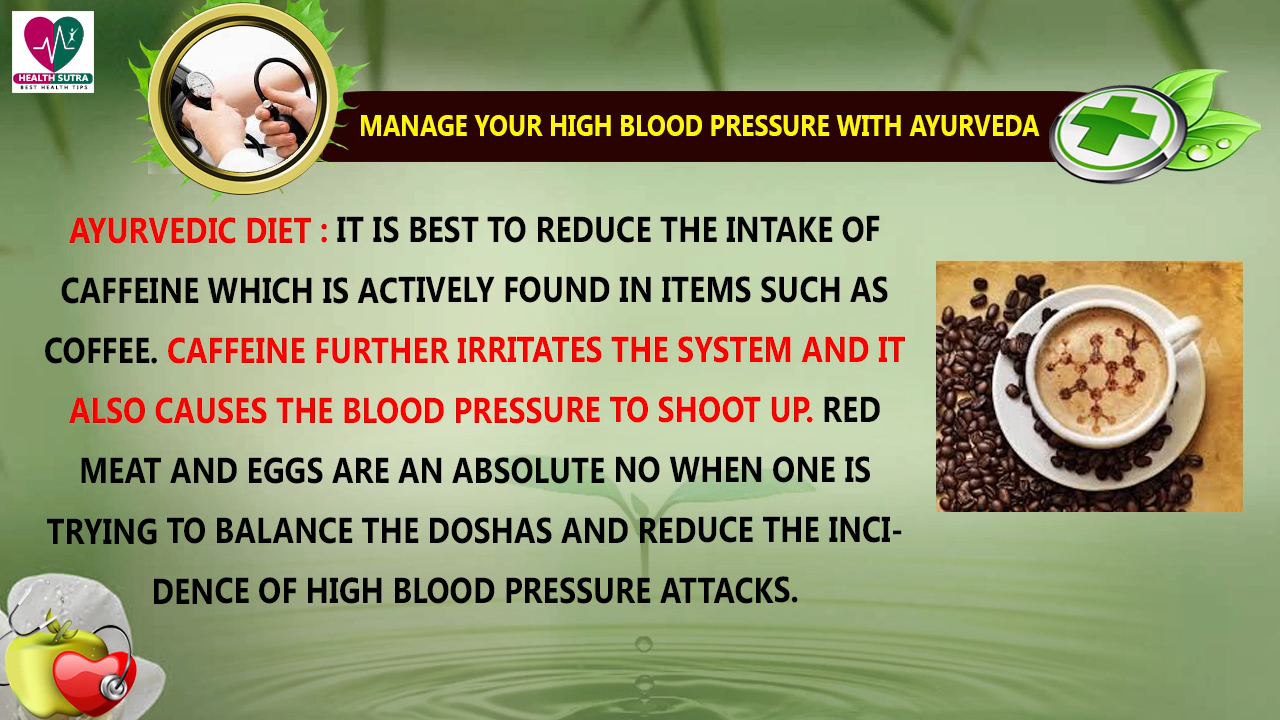 HEALTH SUTRA
BEST HEALTH TIPS
MANAGE YOUR HIGH BLOOD PRESSURE WITH AYURVEDA
AYURVEDIC DIET : IT IS BEST TO REDUCE THE INTAKE OF
CAFFEINE WHICH IS ACTIVELY FOUND IN ITEMS SUCH AS
COFFEE. CAFFEINE FURTHER IRRITATES THE SYSTEM AND IT
ALSO CAUSES THE BLOOD PRESSURE TO SHOOT UP. RED
MEAT AND EGGS ARE AN ABSOLUTE NO WHEN ONE IS
TRYING TO BALANCE THE DOSHAS AND REDUCE THE INCI-
DENCE OF HIGH BLOOD PRESSURE ATTACKS.